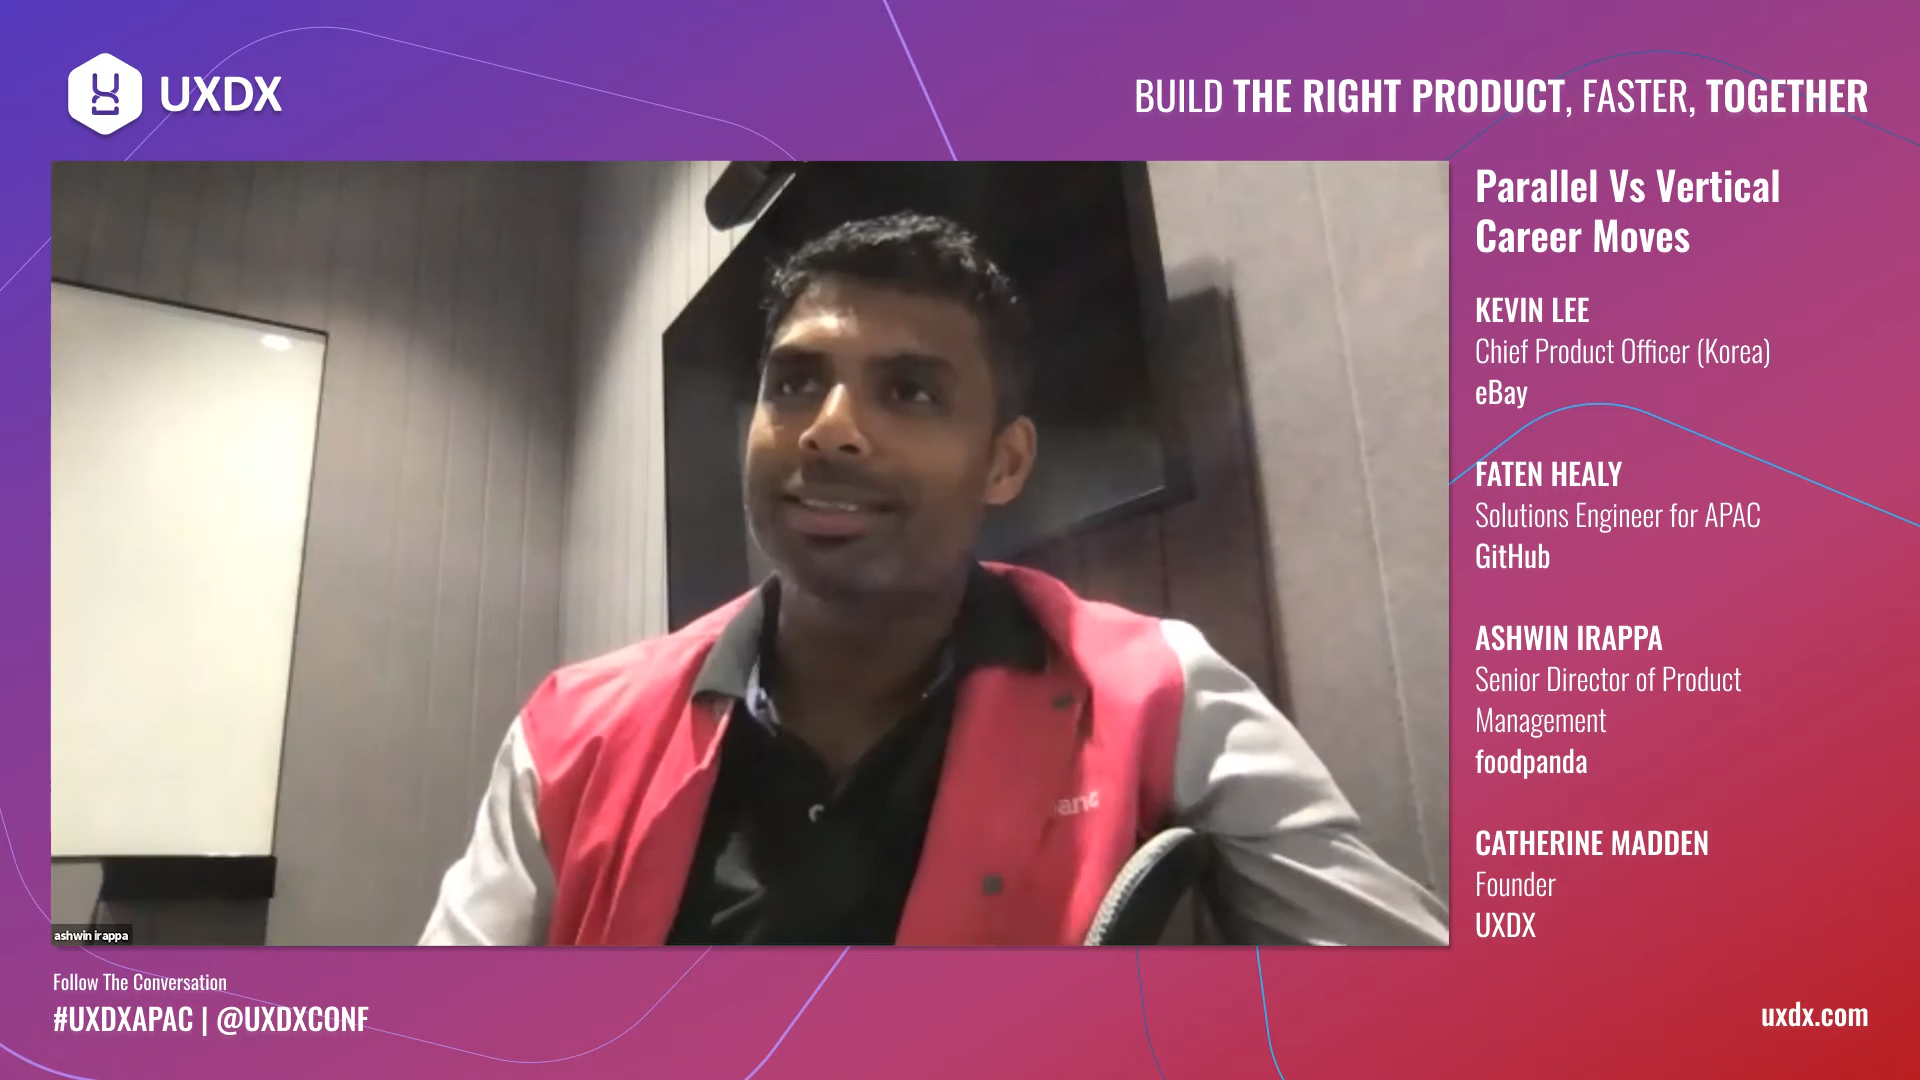 UXDX
BUILD THE RIGHT PRODUCT, FASTER, TOGETHER
Parallel Vs Vertical
Career Moves
KEVIN LEE
Chief Product Officer (Korea)
eBay
FATEN HEALY
Solutions Engineer for APAC
GitHub
ASHWIN IRAPPA
Senior Director of Product
Management
foodpanda
CATHERINE MADDEN
Founder
UXDX
ashwin irappa
Follow The Conversation
#UXDXAPAC | @UXDXCONF
uxdx.com